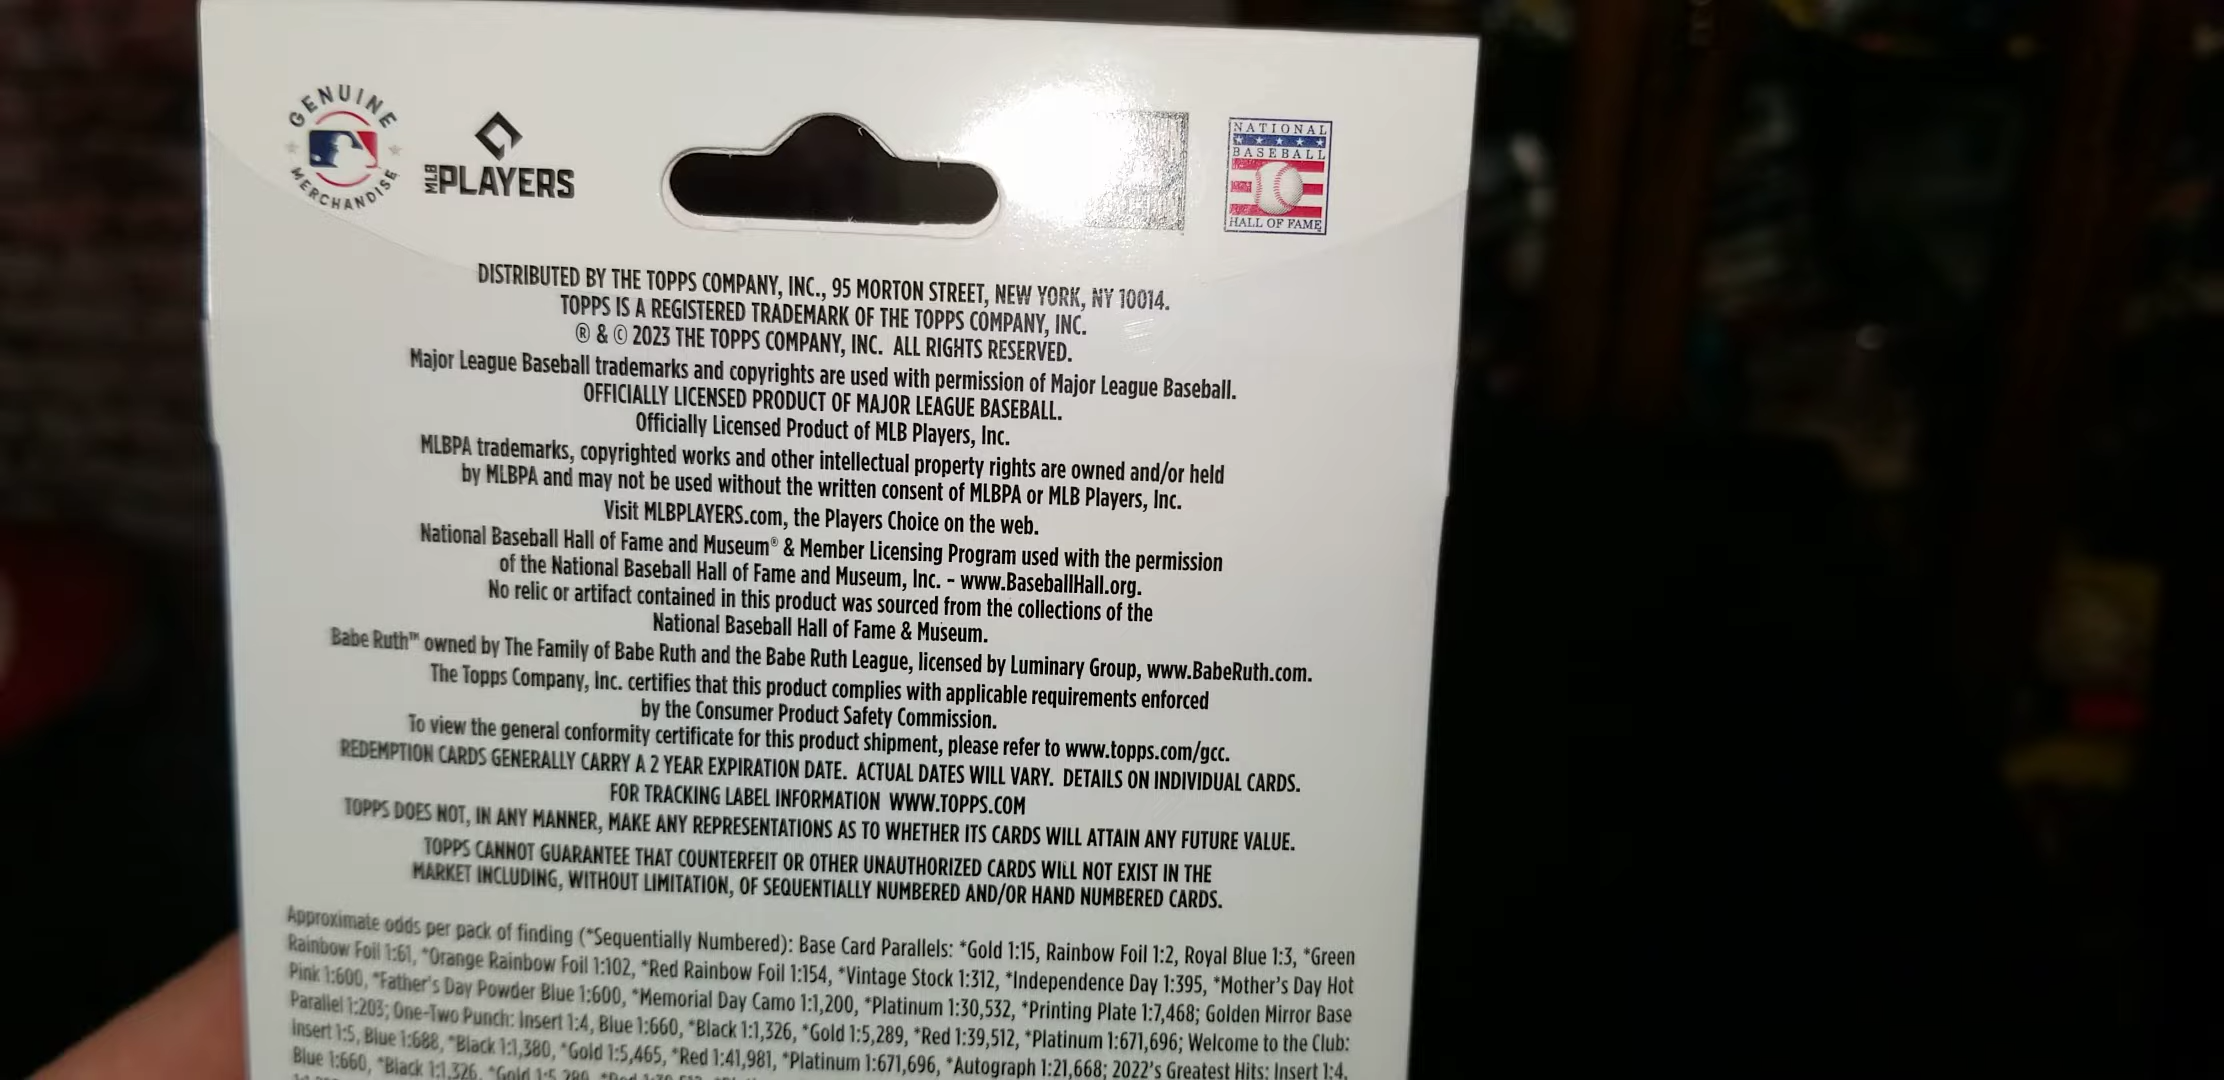 GENUINE
MERCHANDISE
MLB PLAYERS
NATIONAL
BASEBALL
HALL OF FAME
DISTRIBUTED BY THE TOPPS COMPANY, INC., 95 MORTON STREET, NEW YORK, NY 10014.
TOPPS IS A REGISTERED TRADEMARK OF THE TOPPS COMPANY, INC.
® & © 2023 THE TOPPS COMPANY, INC. ALL RIGHTS RESERVED.
Major League Baseball trademarks and copyrights are used with permission of Major League Baseball.
OFFICIALLY LICENSED PRODUCT OF MAJOR LEAGUE BASEBALL.
Officially Licensed Product of MLB Players, Inc.
MLBPA trademarks, copyrighted works and other intellectual property rights are owned and/or held
by MLBPA and may not be used without the written consent of MLBPA or MLB Players, Inc.
Visit MLBPLAYERS.com, the Players Choice on the web.
National Baseball Hall of Fame and Museum® & Member Licensing Program used with the permission
of the National Baseball Hall of Fame and Museum, Inc. - www.BaseballHall.org.
No relic or artifact contained in this product was sourced from the collections of the
National Baseball Hall of Fame & Museum.
Babe Ruth™ owned by The Family of Babe Ruth and the Babe Ruth League, licensed by Luminary Group, www.BabeRuth.com.
The Topps Company, Inc. certifies that this product complies with applicable requirements enforced
by the Consumer Product Safety Commission.
To view the general conformity certificate for this product shipment, please refer to www.topps.com/gcc.
REDEMPTION CARDS GENERALLY CARRY A 2 YEAR EXPIRATION DATE. ACTUAL DATES WILL VARY. DETAILS ON INDIVIDUAL CARDS.
FOR TRACKING LABEL INFORMATION WWW.TOPPS.COM
TOPPS DOES NOT, IN ANY MANNER, MAKE ANY REPRESENTATIONS AS TO WHETHER ITS CARDS WILL ATTAIN ANY FUTURE VALUE.
TOPPS CANNOT GUARANTEE THAT COUNTERFEIT OR OTHER UNAUTHORIZED CARDS WILL NOT EXIST IN THE
MARKET INCLUDING, WITHOUT LIMITATION, OF SEQUENTIALLY NUMBERED AND/OR HAND NUMBERED CARDS.
Approximate odds per pack of finding (*Sequentially Numbered): Base Card Parallels: *Gold 1:15, Rainbow Foil 1:2, Royal Blue 1:3, *Green
Rainbow Foil 1:61, *Orange Rainbow Foil 1:102, *Red Rainbow Foil 1:154, *Vintage Stock 1:312, *Independence Day 1:395, *Mother's Day Hot
Pink 1:600, *Father's Day Powder Blue 1:600, *Memorial Day Camo 1:1,200, *Platinum 1:30,532, *Printing Plate 1:7,468; Golden Mirror Base
Parallel 1:203; One-Two Punch: Insert 1:4, Blue 1:660, *Black 1:1,326, *Gold 1:5,289, *Red 1:39,512, *Platinum 1:671,696; Welcome to the Club:
Insert 1:5, Blue 1:688, *Black 1:1,380, *Gold 1:5,465, *Red 1:41,981, *Platinum 1:671,696, *Autograph 1:21,668; 2022's Greatest Hits: Insert 1:4,
Blue 1:660, *Black 1:1,326, *Gold